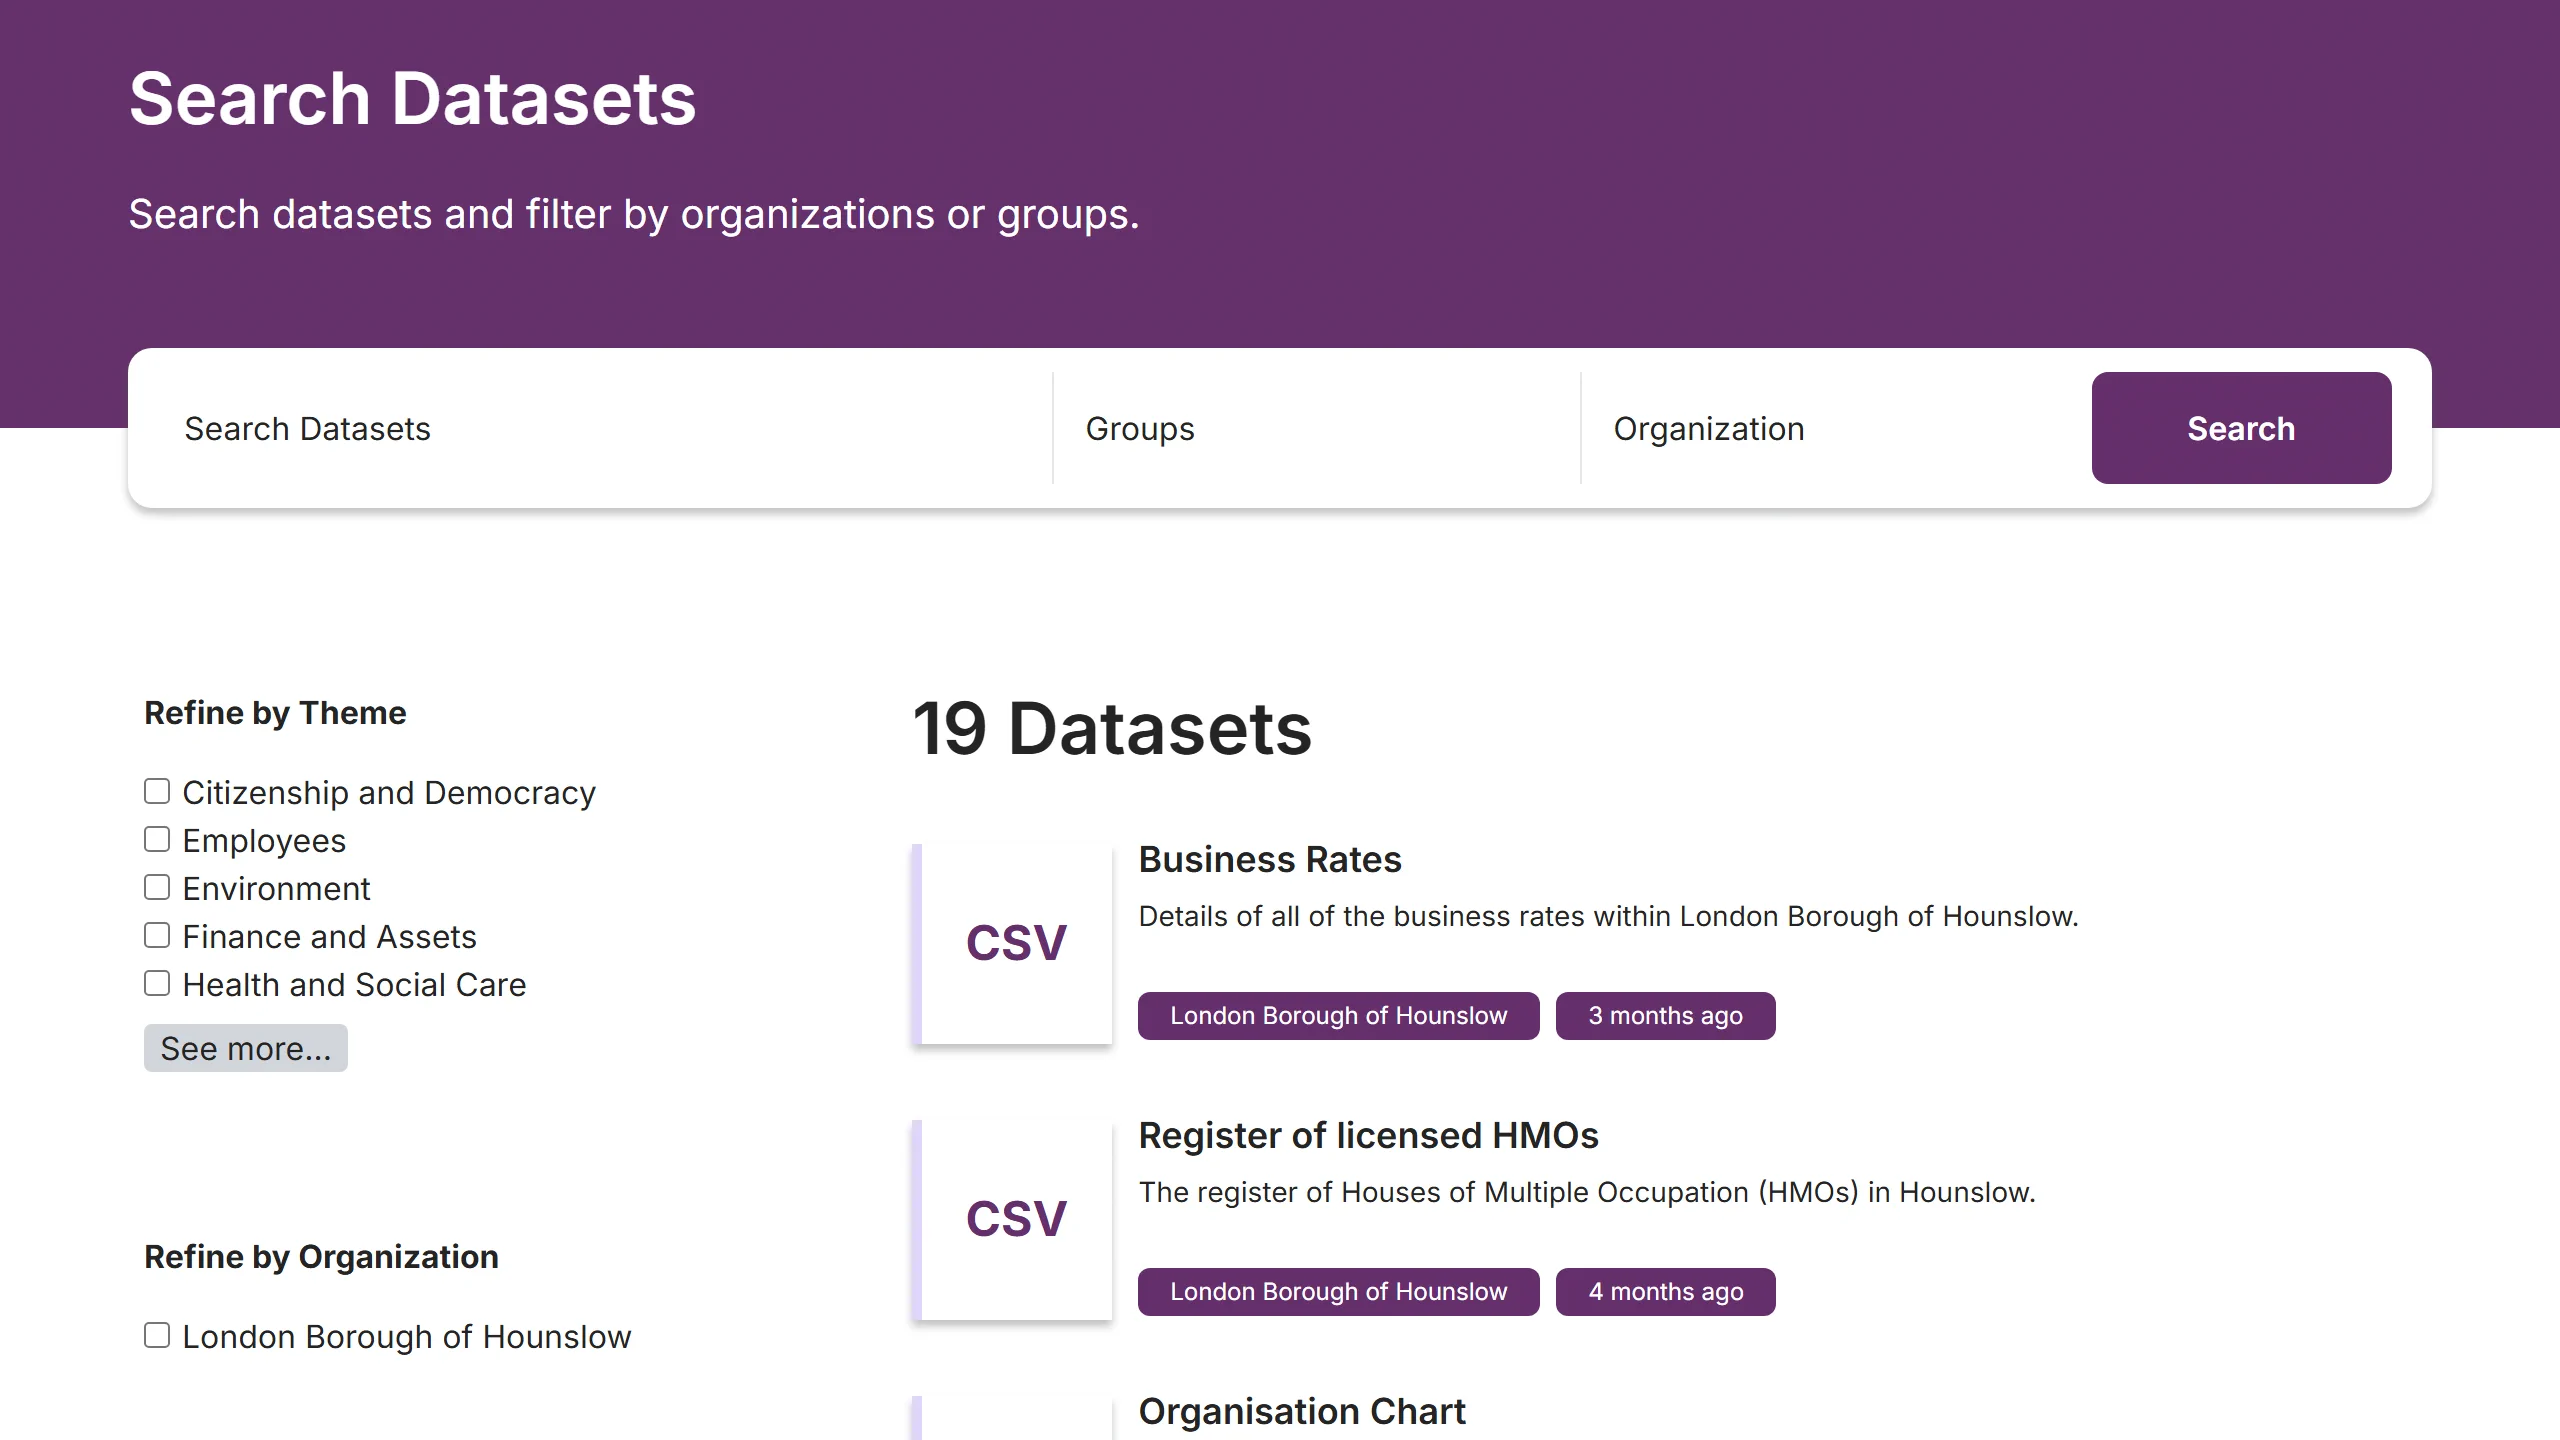 Search Datasets
Search datasets and filter by organizations or groups.
Search Datasets
Groups
Organization
Search
Refine by Theme
Citizenship and Democracy
Employees
Environment
Finance and Assets
Health and Social Care
See more...
Refine by Organization
London Borough of Hounslow
19 Datasets
CSV
Business Rates
Details of all of the business rates within London Borough of Hounslow.
London Borough of Hounslow
3 months ago
CSV
Register of licensed HMOs
The register of Houses of Multiple Occupation (HMOs) in Hounslow.
London Borough of Hounslow
4 months ago
Organisation Chart